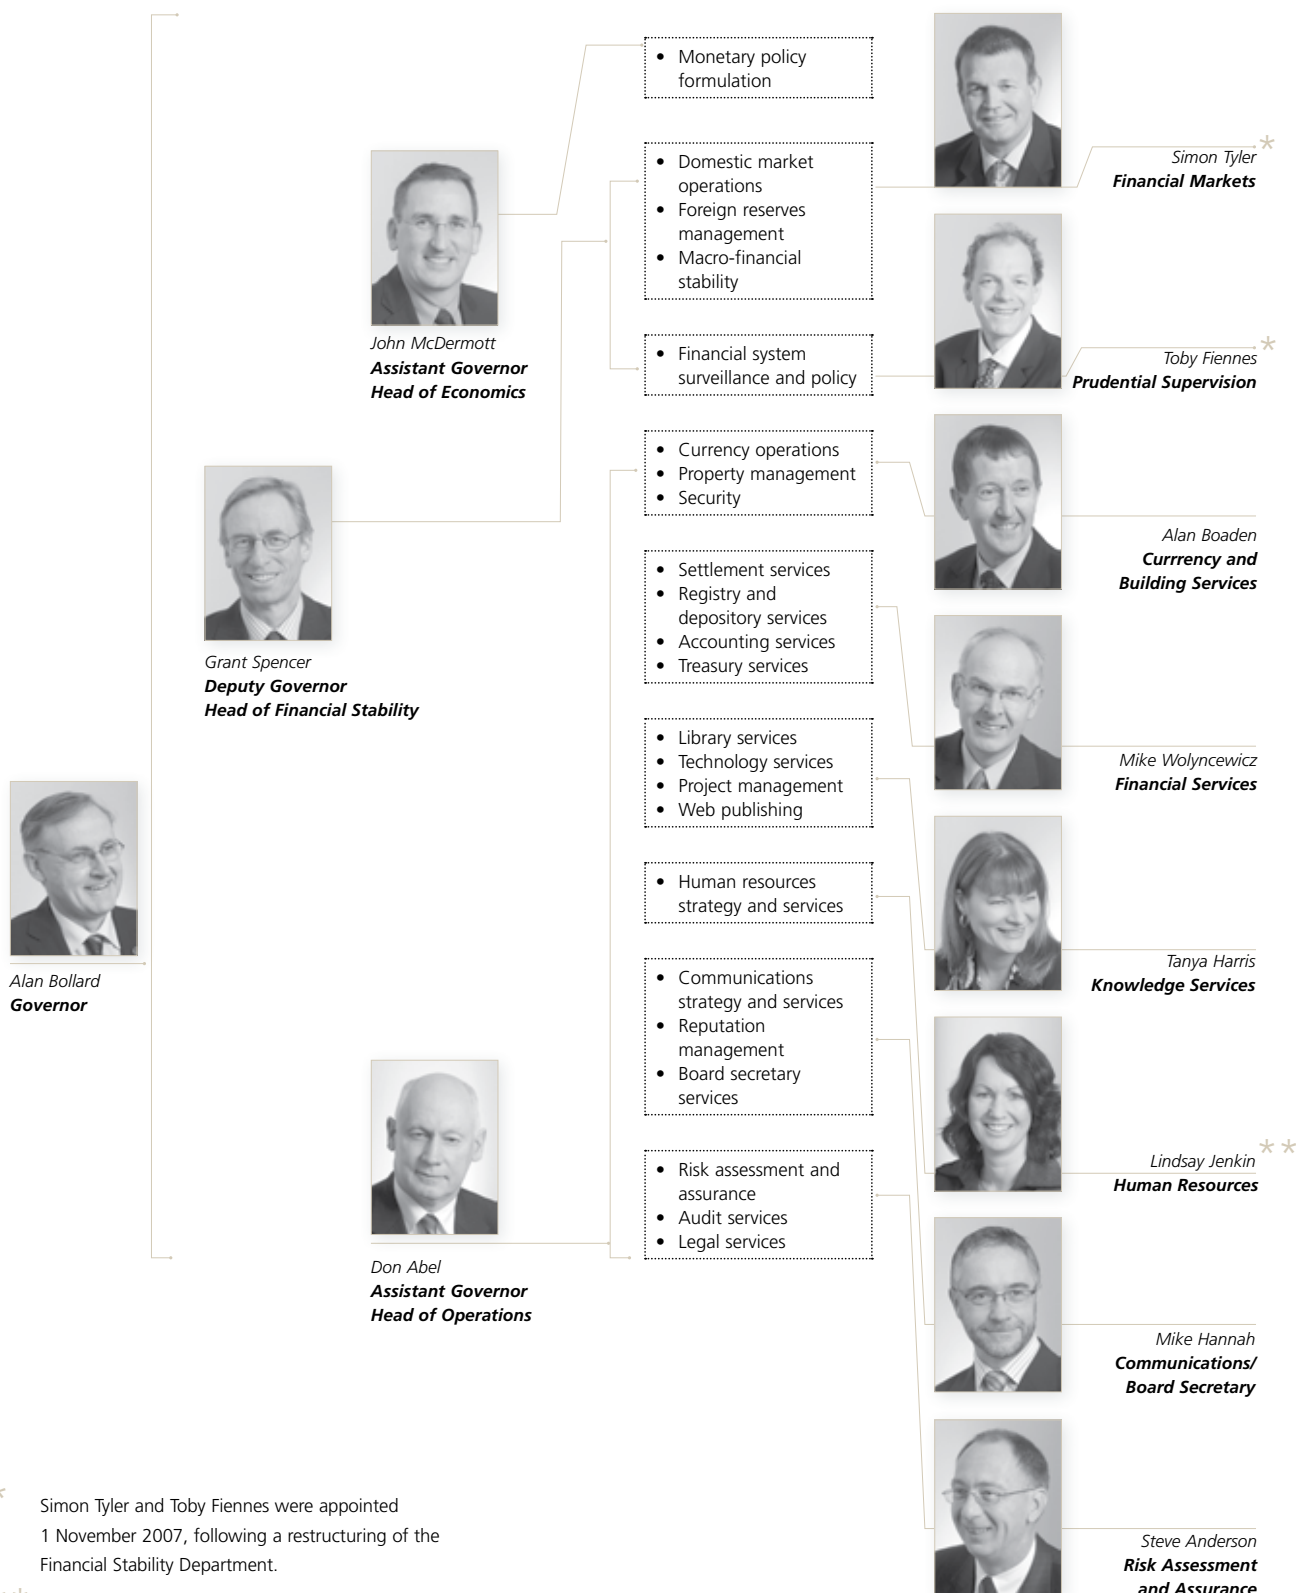 • Monetary policy
formulation
• Domestic market
operations
• Foreign reserves
management
• Macro-financial
stability
Simon Tyler *
Financial Markets
John McDermott
Assistant Governor
Head of Economics
• Financial system
surveillance and policy
Toby Fiennes *
Prudential Supervision
• Currency operations
• Property management
• Security
Alan Boaden
Currrency and
Building Services
Grant Spencer
Deputy Governor
Head of Financial Stability
• Settlement services
• Registry and
depository services
• Accounting services
• Treasury services
Mike Wolyncewicz
Financial Services
• Library services
• Technology services
• Project management
• Web publishing
Tanya Harris
Knowledge Services
Alan Bollard
Governor
• Human resources
strategy and services
Lindsay Jenkin **
Human Resources
• Communications
strategy and services
• Reputation
management
• Board secretary
services
Mike Hannah
Communications/
Board Secretary
Don Abel
Assistant Governor
Head of Operations
• Risk assessment and
assurance
• Audit services
• Legal services
Steve Anderson
Risk Assessment
and Assurance
* Simon Tyler and Toby Fiennes were appointed
1 November 2007, following a restructuring of the
Financial Stability Department.